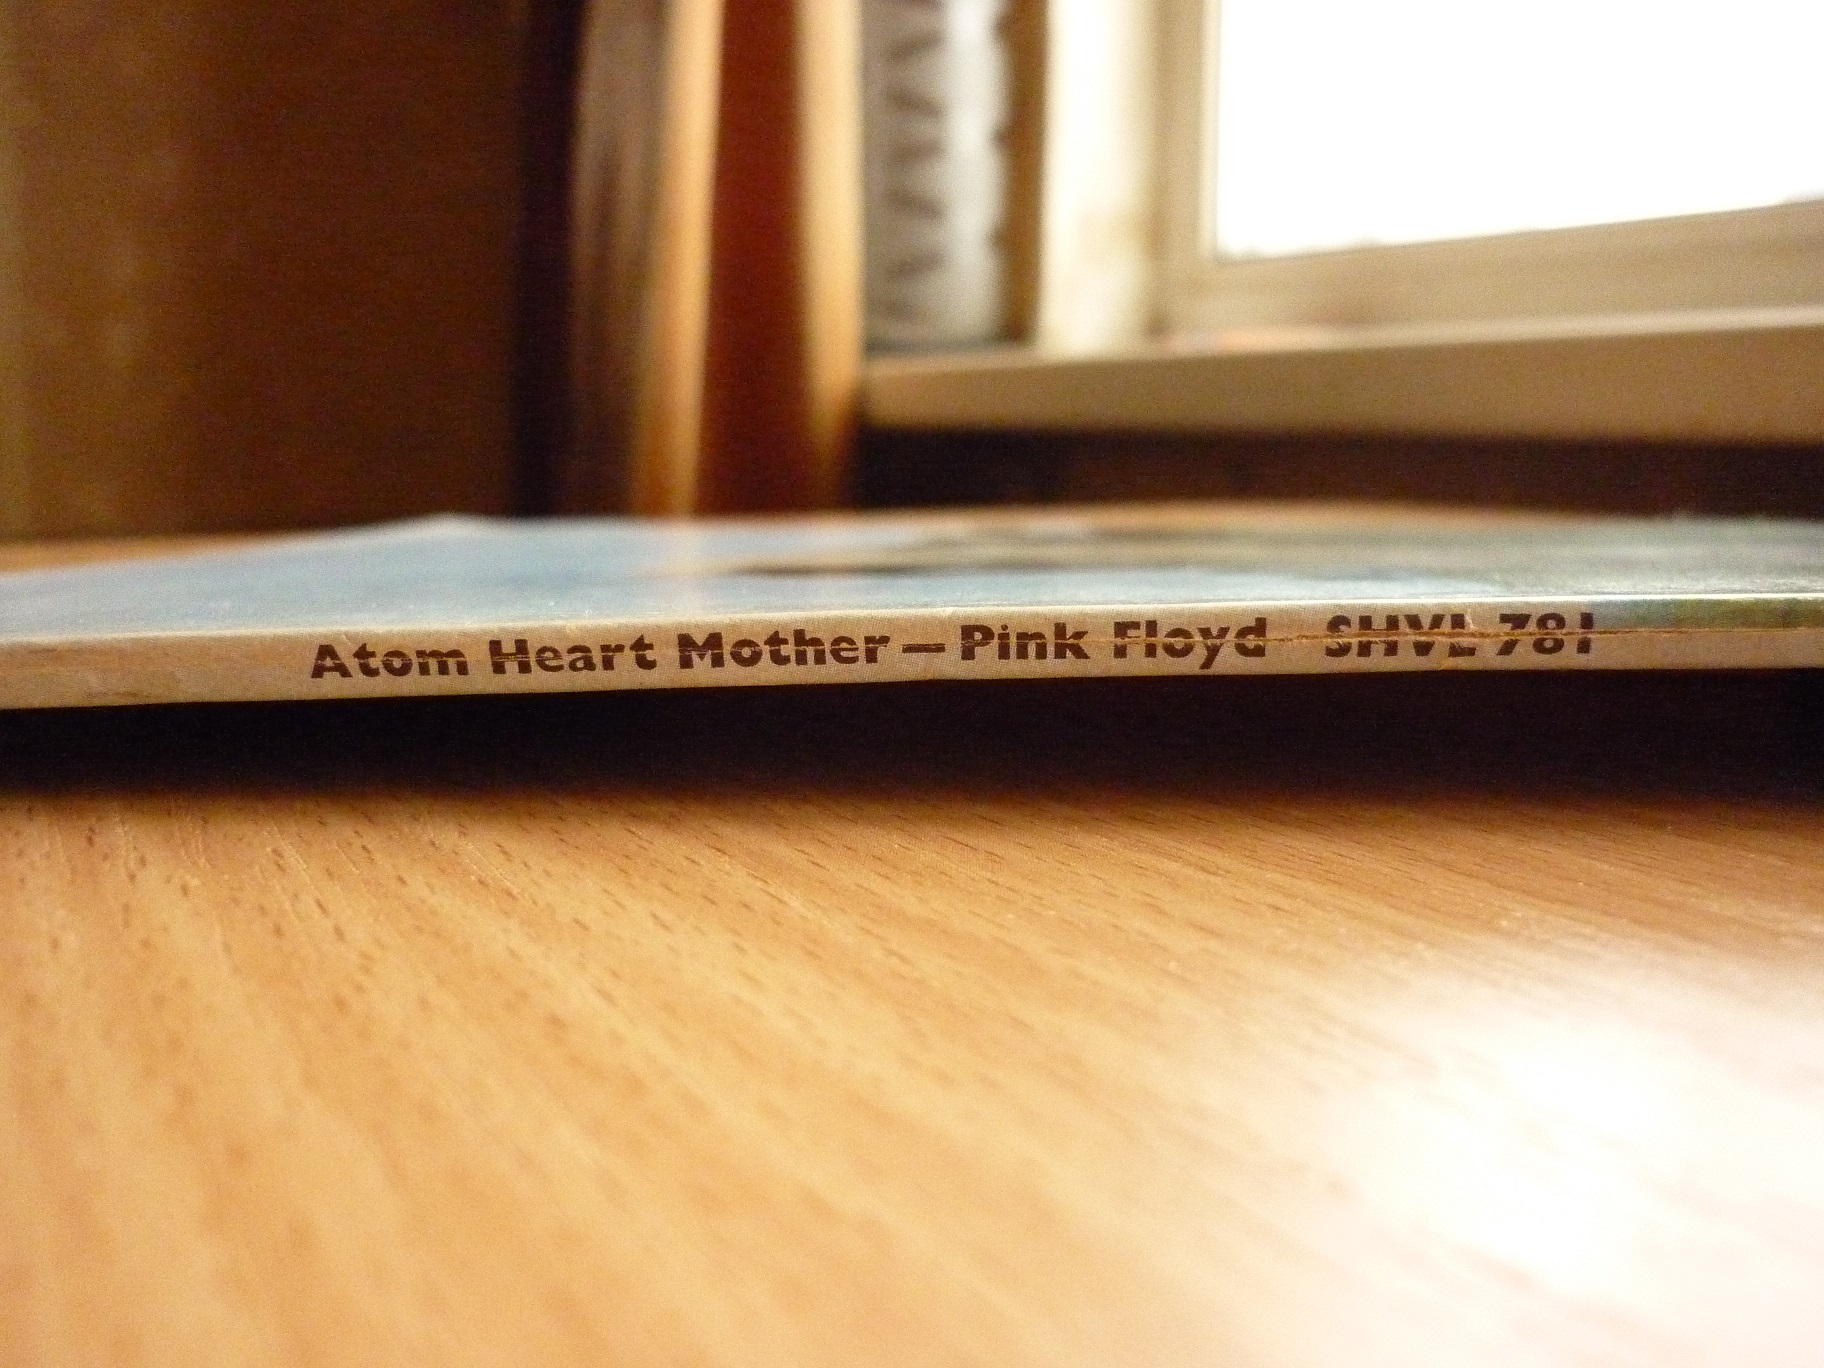 Atom Heart Mother — Pink Floyd SHVL 781